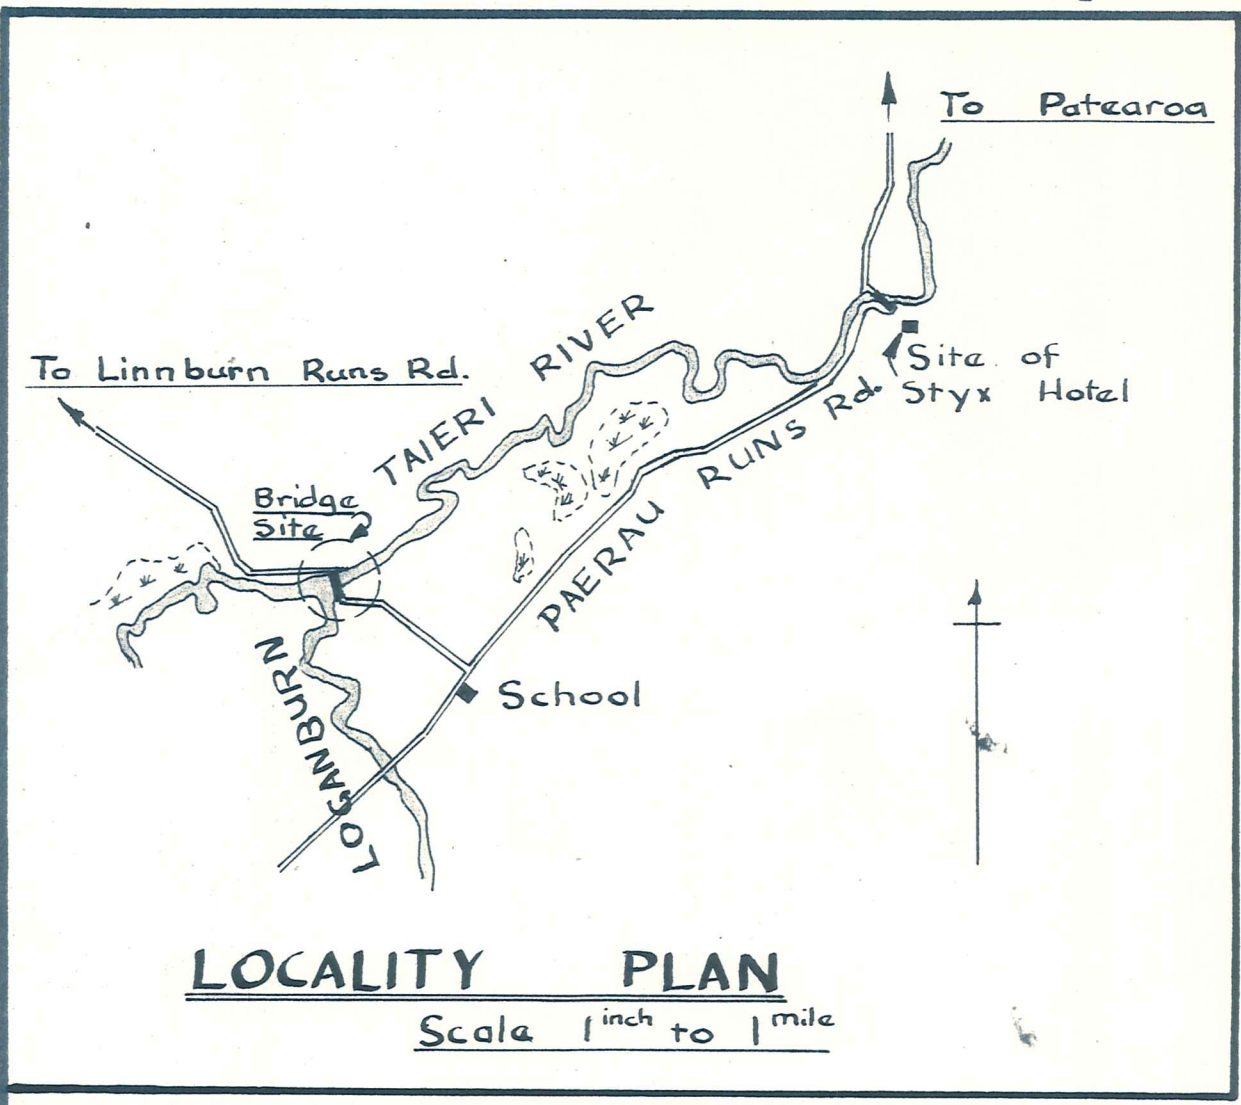 To Patearoa
TAIERI RIVER
Site of
Styx Hotel
To Linnburn Runs Rd.
PAERAU RUNS Rd.
Bridge
Site
LOGANBURN
School
LOCALITY PLAN
Scale 1 inch to 1 mile